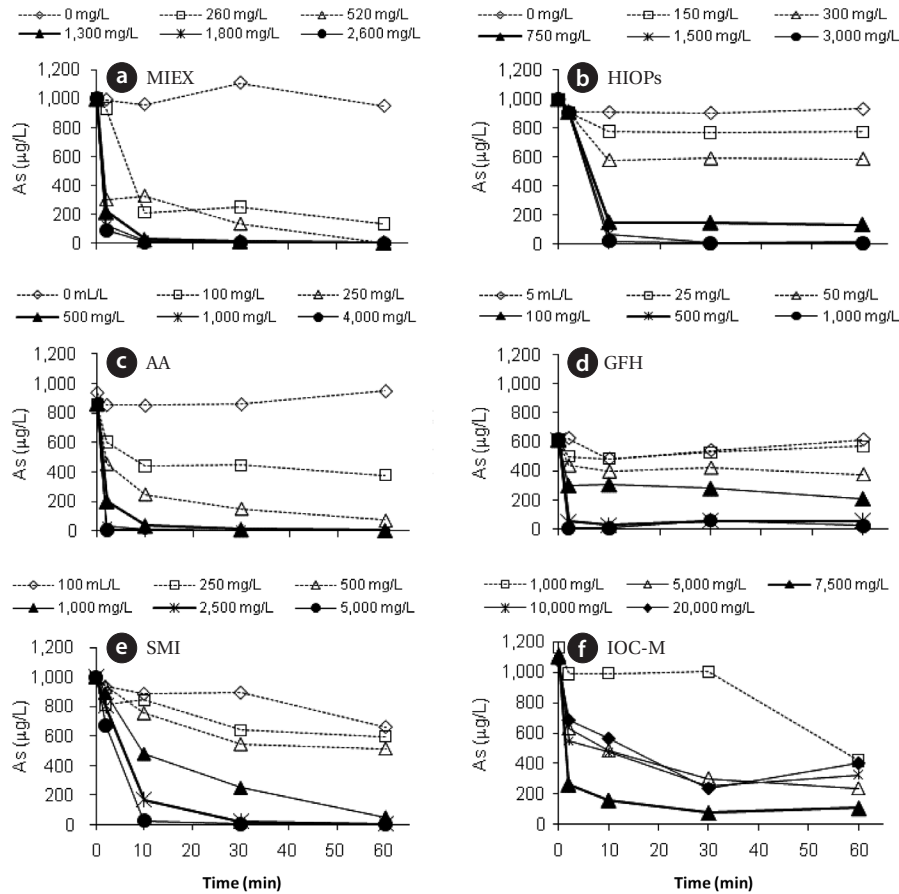 0 mg/L 260 mg/L 520 mg/L
1,300 mg/L 1,800 mg/L 2,600 mg/L
a MIEX
1,200
1,000
800
600
400
200
0
As (µg/L)
0 mg/L 150 mg/L 300 mg/L
750 mg/L 1,500 mg/L 3,000 mg/L
b HIOPs
1,200
1,000
800
600
400
200
0
As (µg/L)
0 mL/L 100 mg/L 250 mg/L
500 mg/L 1,000 mg/L 4,000 mg/L
c AA
1,200
1,000
800
600
400
200
0
As (µg/L)
5 mL/L 25 mg/L 50 mg/L
100 mg/L 500 mg/L 1,000 mg/L
d GFH
1,200
1,000
800
600
400
200
0
As (µg/L)
100 mL/L 250 mg/L 500 mg/L
1,000 mg/L 2,500 mg/L 5,000 mg/L
e SMI
1,200
1,000
800
600
400
200
0
As (µg/L)
0 10 20 30 40 50 60
Time (min)
1,000 mg/L 5,000 mg/L 7,500 mg/L
10,000 mg/L 20,000 mg/L
f IOC-M
1,200
1,000
800
600
400
200
0
As (µg/L)
0 10 20 30 40 50 60
Time (min)